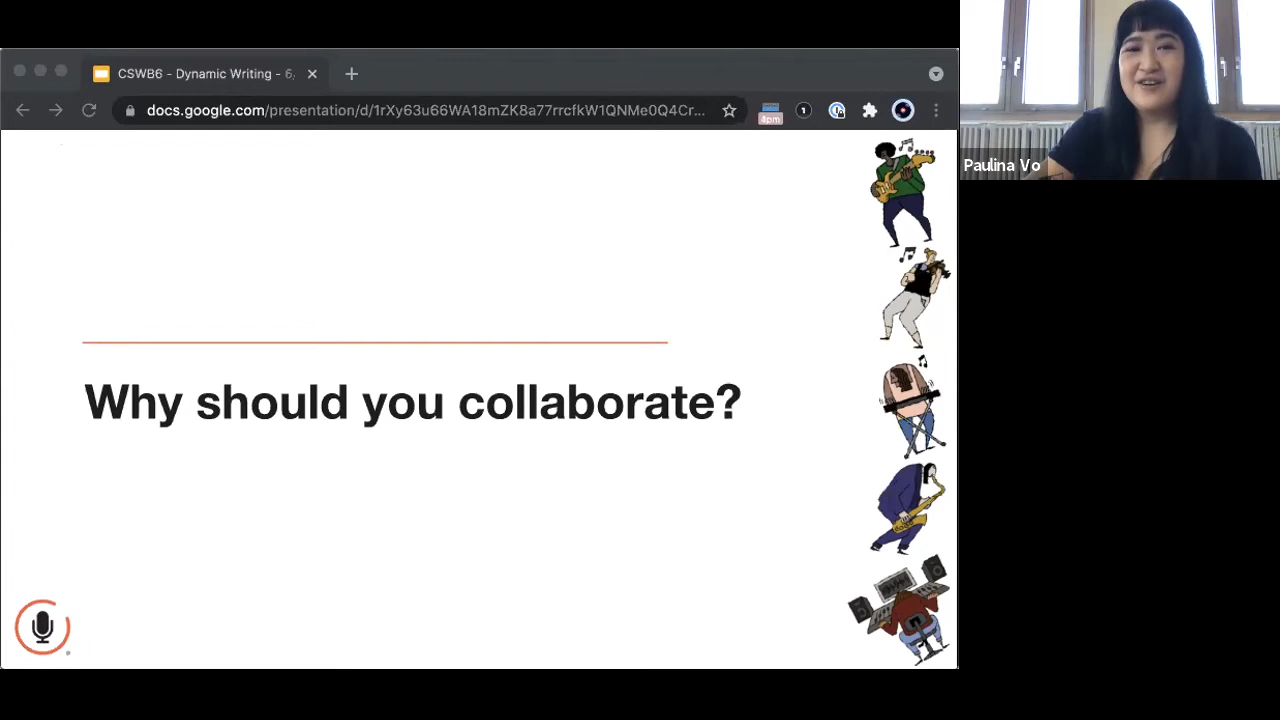 CSWB6 - Dynamic Writing - 6,
docs.google.com/presentation/d/1rXy63u66WA18mZK8a77rrcfkW1QNMe0Q4Cr...
4pm
1
Paulina Vo
Why should you collaborate?